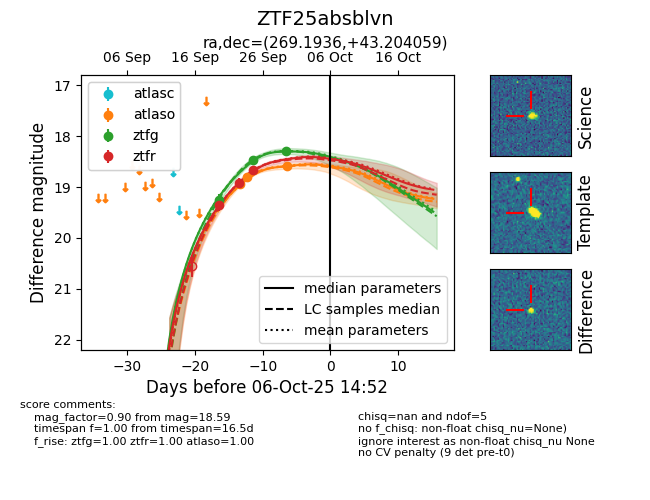 ZTF25absblvn
ra,dec=(269.1936,+43.204059)
06 Sep 16 Sep 26 Sep 06 Oct 16 Oct
17
18
19
20
21
22
Difference magnitude
atlasc
atlaso
ztfg
ztfr
median parameters
LC samples median
mean parameters
−30 −20 −10 0 10
Days before 06-Oct-25 14:52
Science
Template
Difference
score comments:
mag_factor=0.90 from mag=18.59
timespan f=1.00 from timespan=16.5d
f_rise: ztfg=1.00 ztfr=1.00 atlaso=1.00
chisq=nan and ndof=5
no f_chisq: non-float chisq_nu=None)
ignore interest as non-float chisq_nu None
no CV penalty (9 det pre-t0)